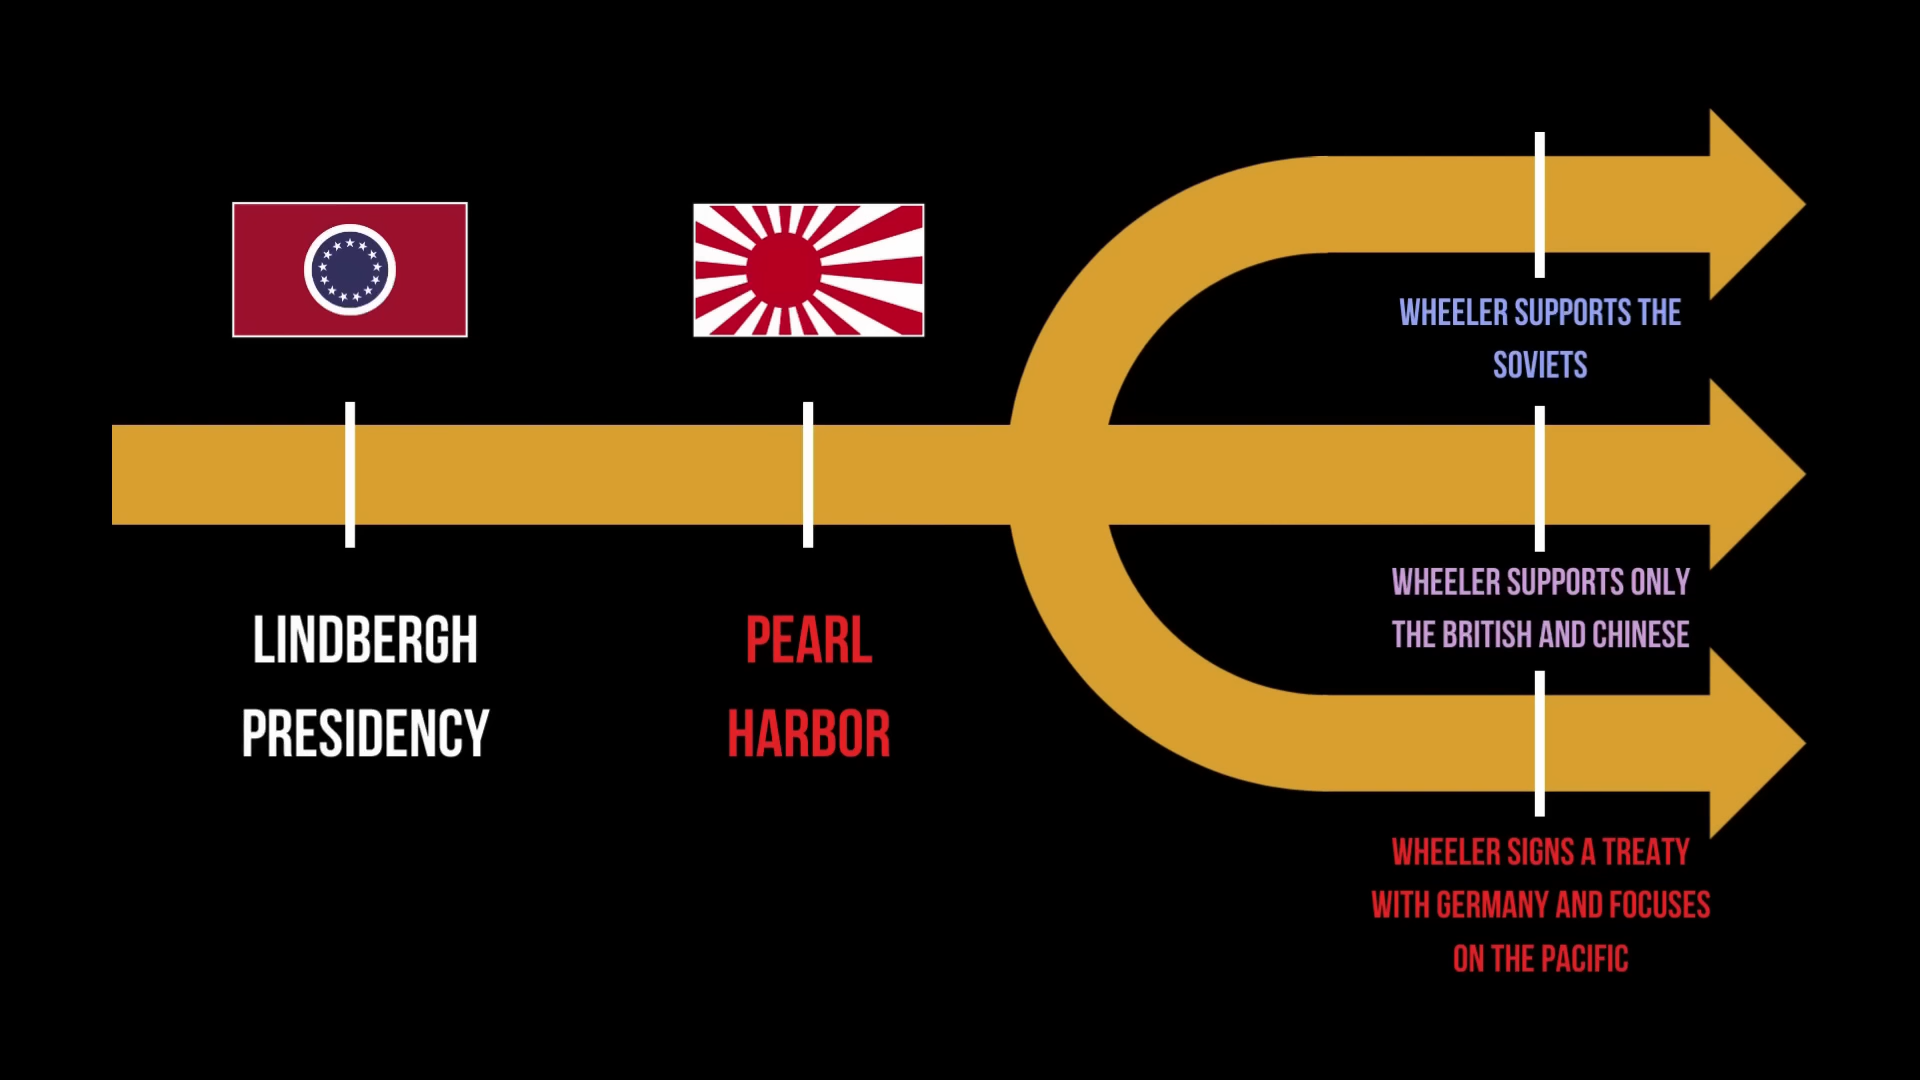 LINDBERGH
PRESIDENCY
PEARL
HARBOR
WHEELER SUPPORTS THE
SOVIETS
WHEELER SUPPORTS ONLY
THE BRITISH AND CHINESE
WHEELER SIGNS A TREATY
WITH GERMANY AND FOCUSES
ON THE PACIFIC